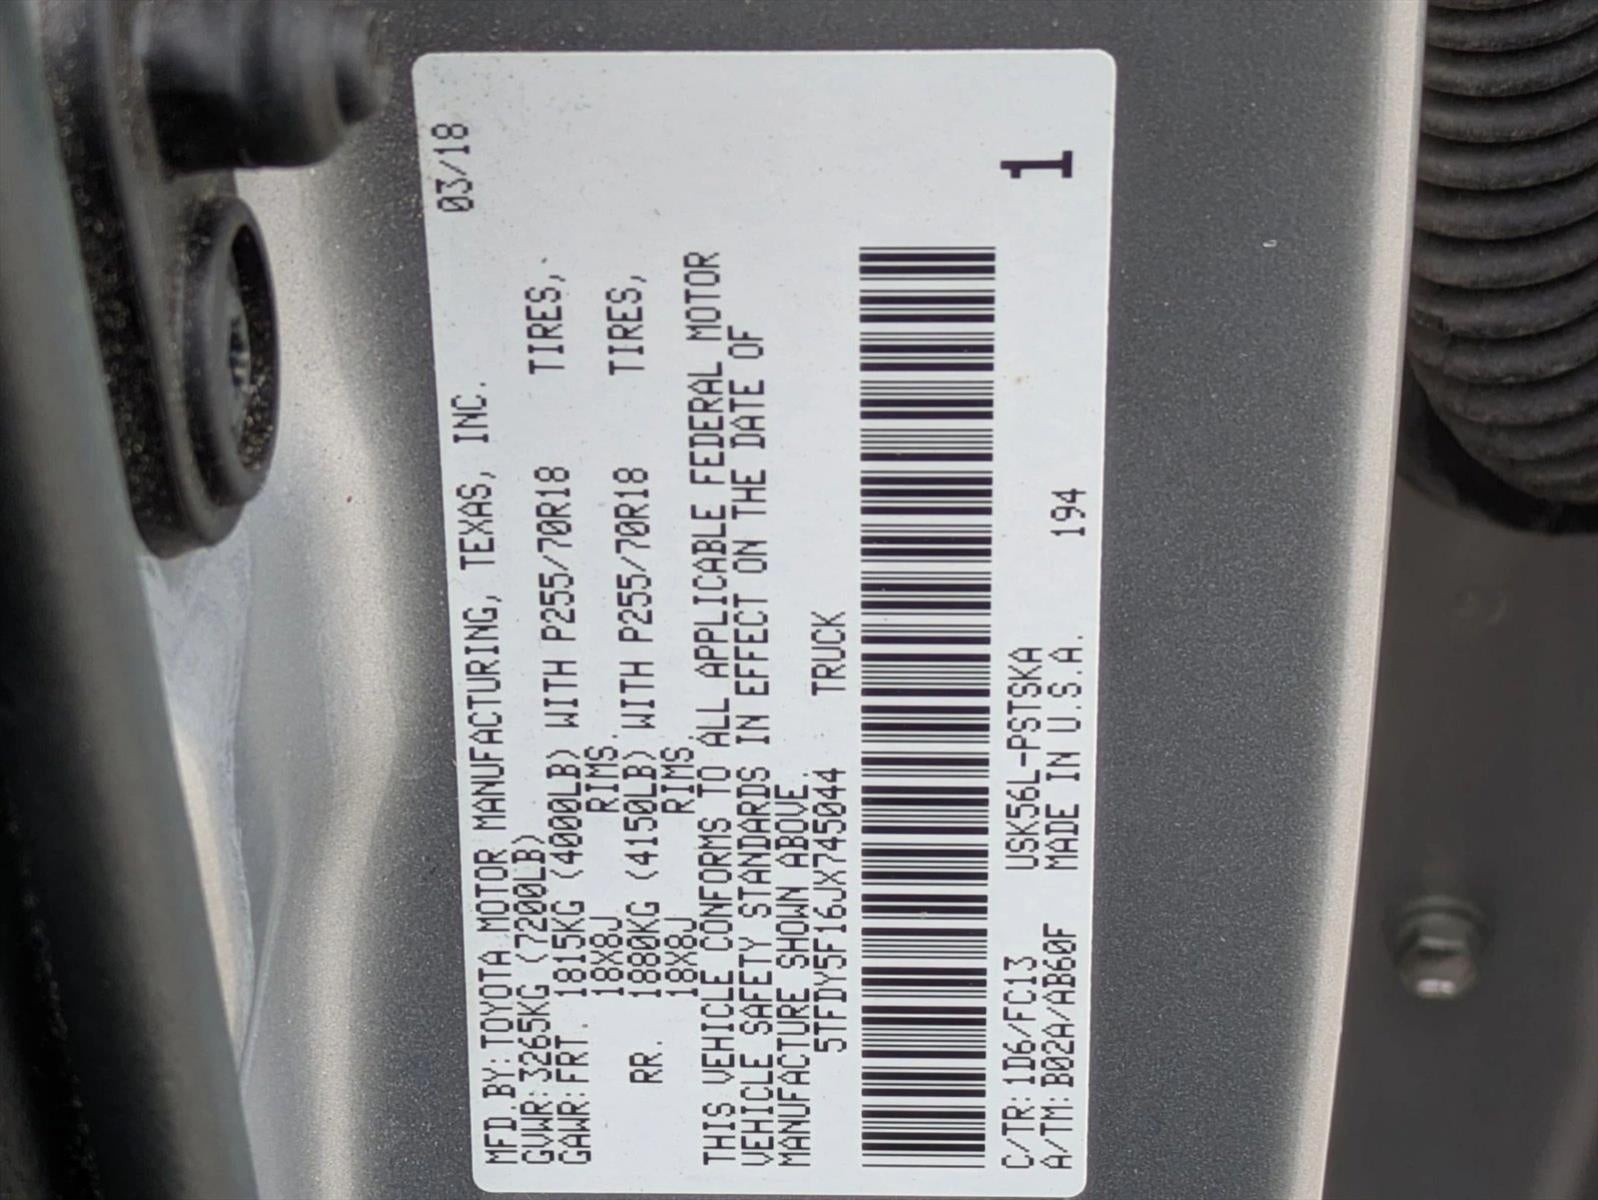 03/18
MFD.BY:TOYOTA MOTOR MANUFACTURING, TEXAS, INC.
GVWR:3265KG (7200LB)
GAWR:FRT. 1815KG (4000LB) WITH P255/70R18 TIRES,
18X8J RIMS.
RR. 1880KG (4150LB) WITH P255/70R18 TIRES,
18X8J RIMS.
THIS VEHICLE CONFORMS TO ALL APPLICABLE FEDERAL MOTOR
VEHICLE SAFETY STANDARDS IN EFFECT ON THE DATE OF
MANUFACTURE SHOWN ABOVE.
5TFDY5F16JX745044 TRUCK
1
C/TR:1D6/FC13 USK56L-PSTSKA
A/TM:B02A/AB60F MADE IN U.S.A. 194